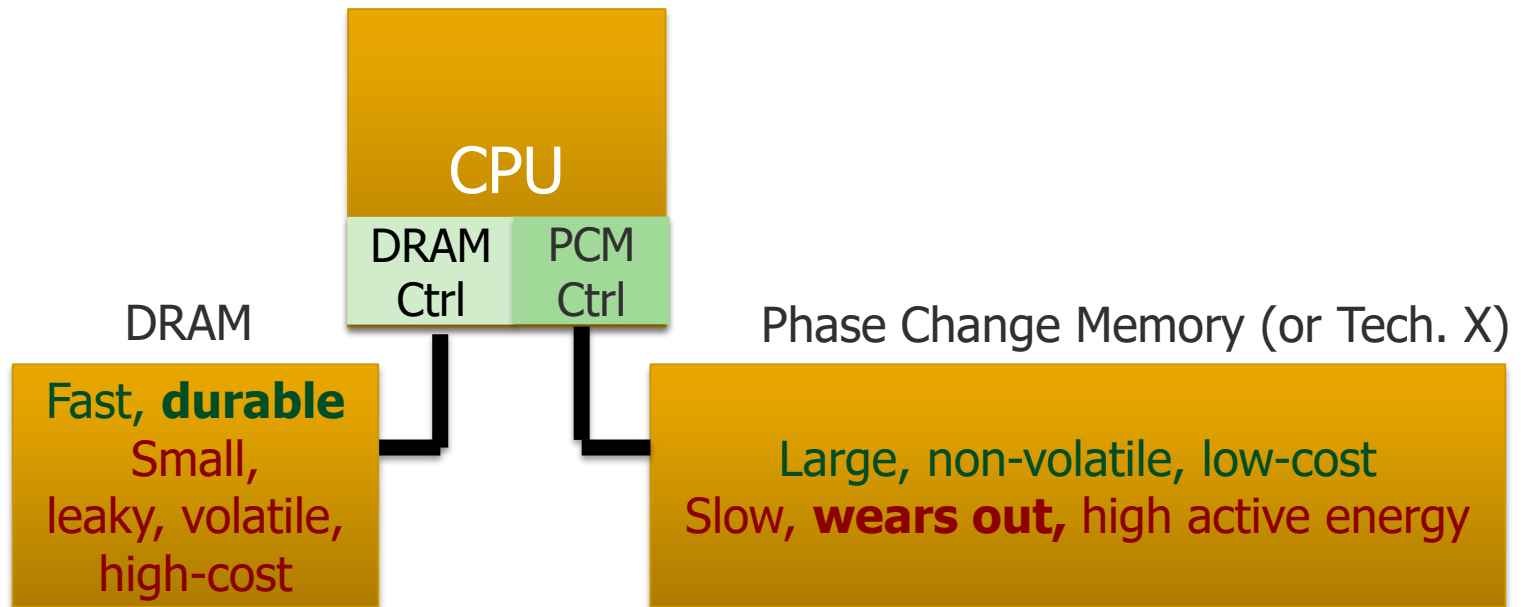 CPU
DRAM
Ctrl
PCM
Ctrl
DRAM
Fast, durable
Small,
leaky, volatile,
high-cost
Phase Change Memory (or Tech. X)
Large, non-volatile, low-cost
Slow, wears out, high active energy